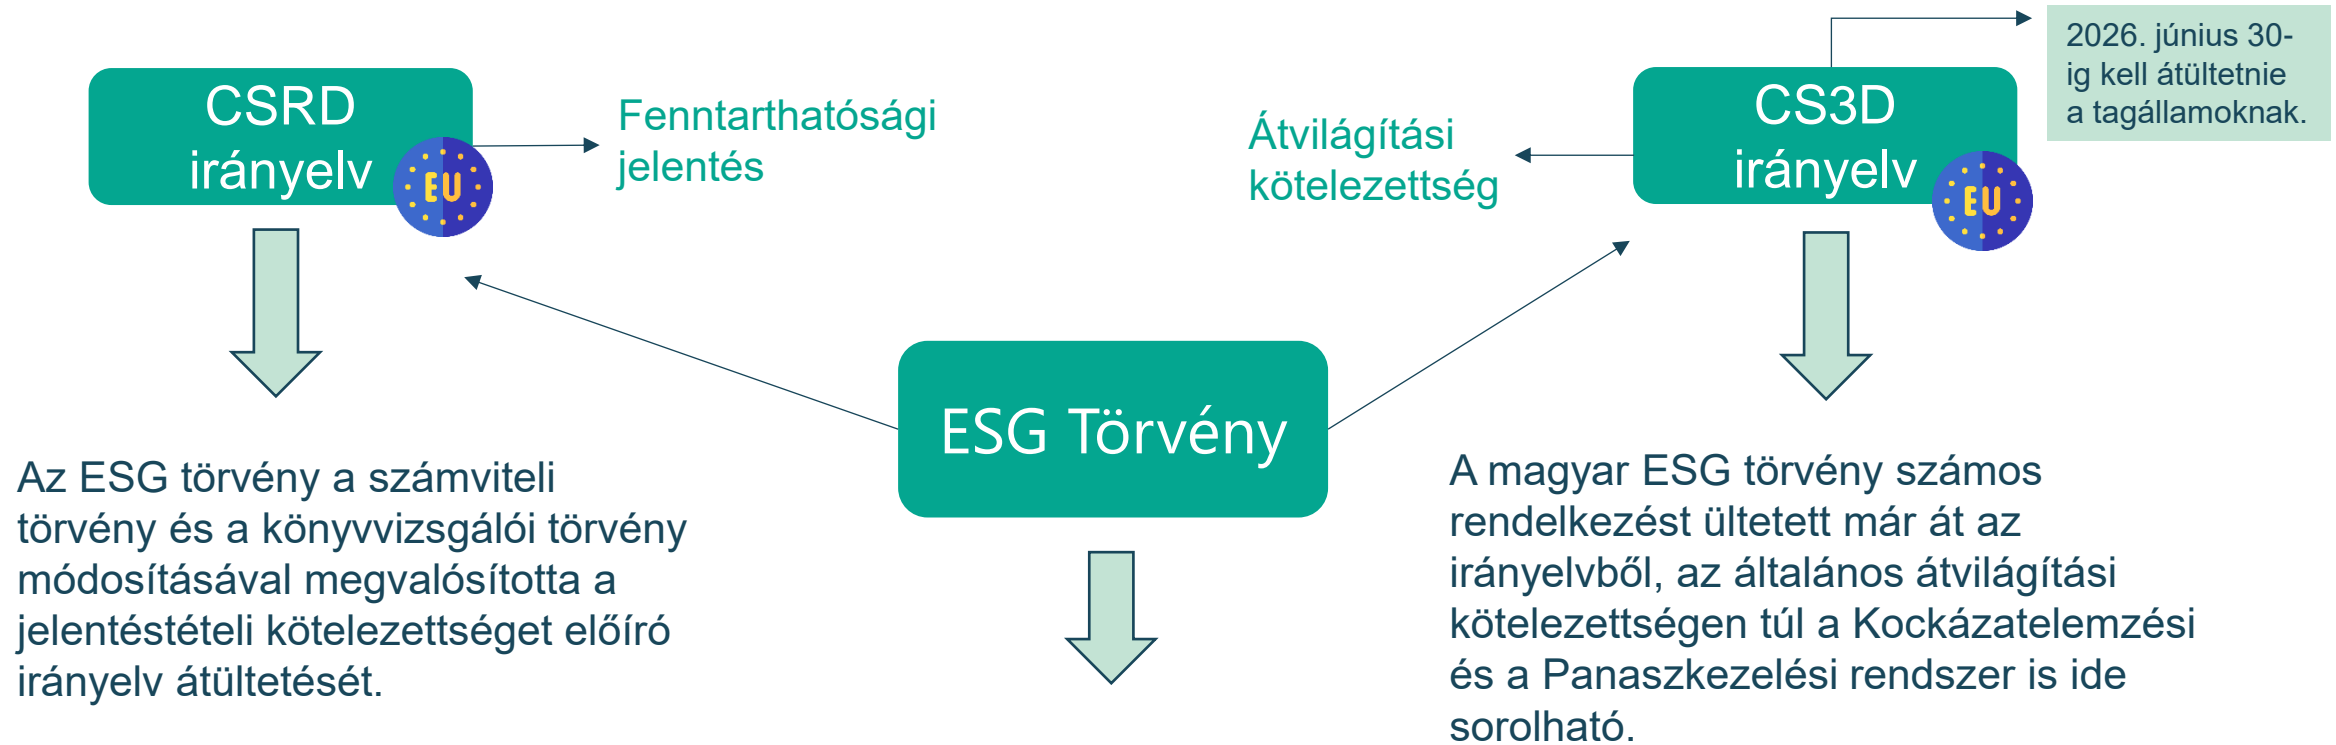 CSRD
irányelv
EU
Fenntarthatósági
jelentés
Átvilágítási
kötelezettség
CS3D
irányelv
EU
2026. június 30-
ig kell átültetnie
a tagállamoknak.
ESG Törvény
Az ESG törvény a számviteli
törvény és a könyvvizsgálói törvény
módosításával megvalósította a
jelentéstételi kötelezettséget előíró
irányelv átültetését.
A magyar ESG törvény számos
rendelkezést ültetett már át az
irányelvből, az általános átvilágítási
kötelezettségen túl a Kockázatelemzési
és a Panaszkezelési rendszer is ide
sorolható.